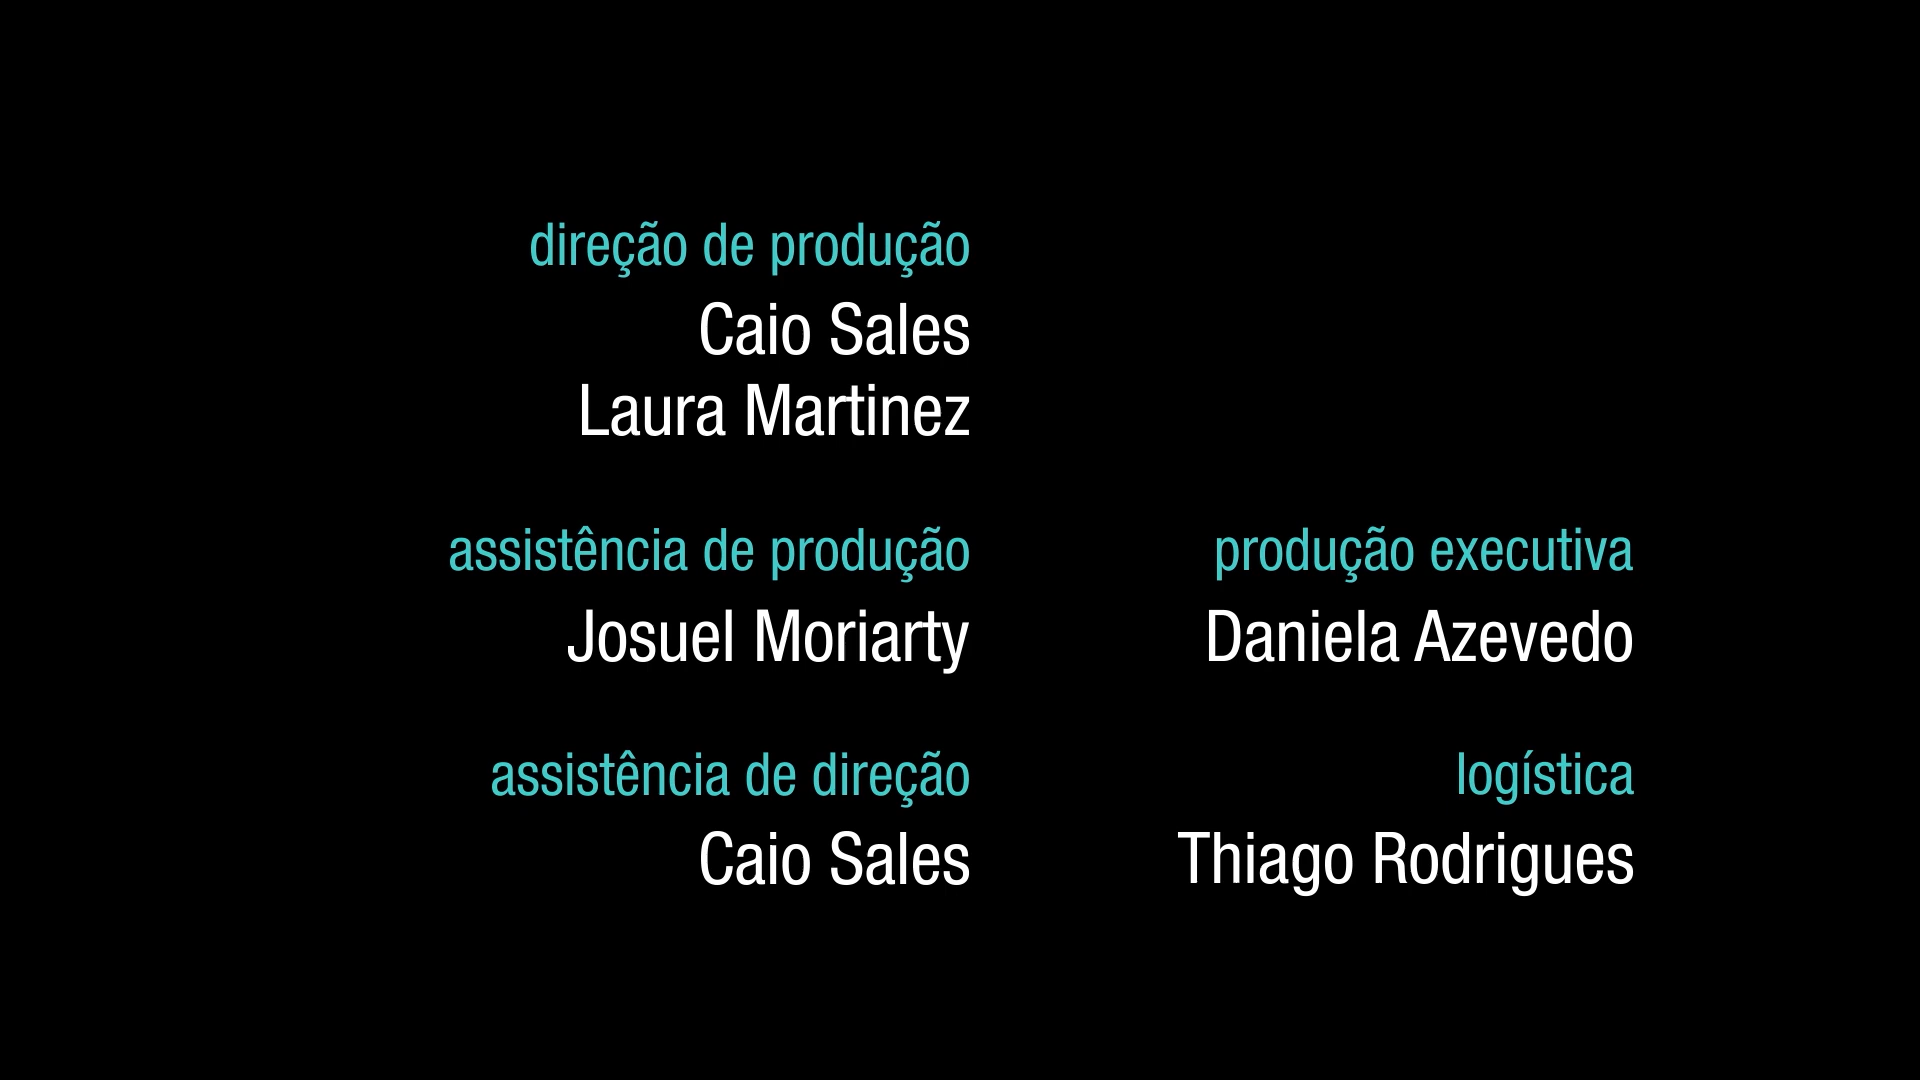 direção de produção
Caio Sales
Laura Martinez
assistência de produção
Josuel Moriarty
assistência de direção
Caio Sales
produção executiva
Daniela Azevedo
logística
Thiago Rodrigues